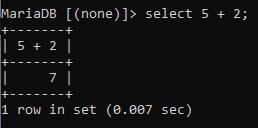 MariaDB [(none)]> select 5 + 2;
+-------+
| 5 + 2 |
+-------+
|     7 |
+-------+
1 row in set (0.007 sec)